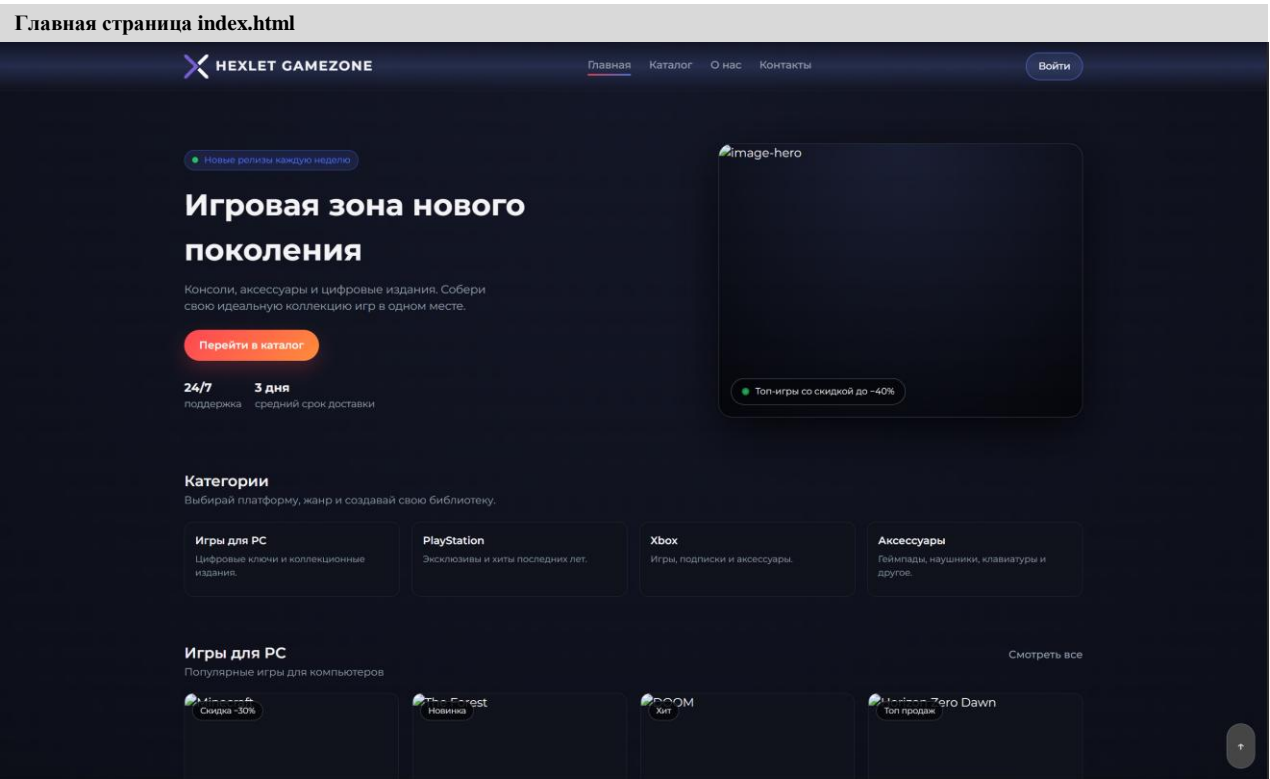 Главная страница index.html
HEXLET GAMEZONE
Главная Каталог О нас Контакты
Войти
Новые релизы каждую неделю
image-hero
Игровая зона нового
поколения
Консоли, аксессуары и цифровые издания. Собери
свою идеальную коллекцию игр в одном месте.
Перейти в каталог
24/7
поддержка
3 дня
средний срок доставки
Топ-игры со скидкой до −40%
Категории
Выбирай платформу, жанр и создавай свою библиотеку.
Игры для PC
Цифровые ключи и коллекционные
издания.
PlayStation
Эксклюзивы и хиты последних лет.
Xbox
Игры, подписки и аксессуары.
Аксессуары
Геймпады, наушники, клавиатуры и
другое.
Игры для PC
Смотреть все
Популярные игры для компьютеров
Minecraft
Скидка −30%
The Forest
Новинка
DOOM
Хит
Horizon Zero Dawn
Топ продаж
↑